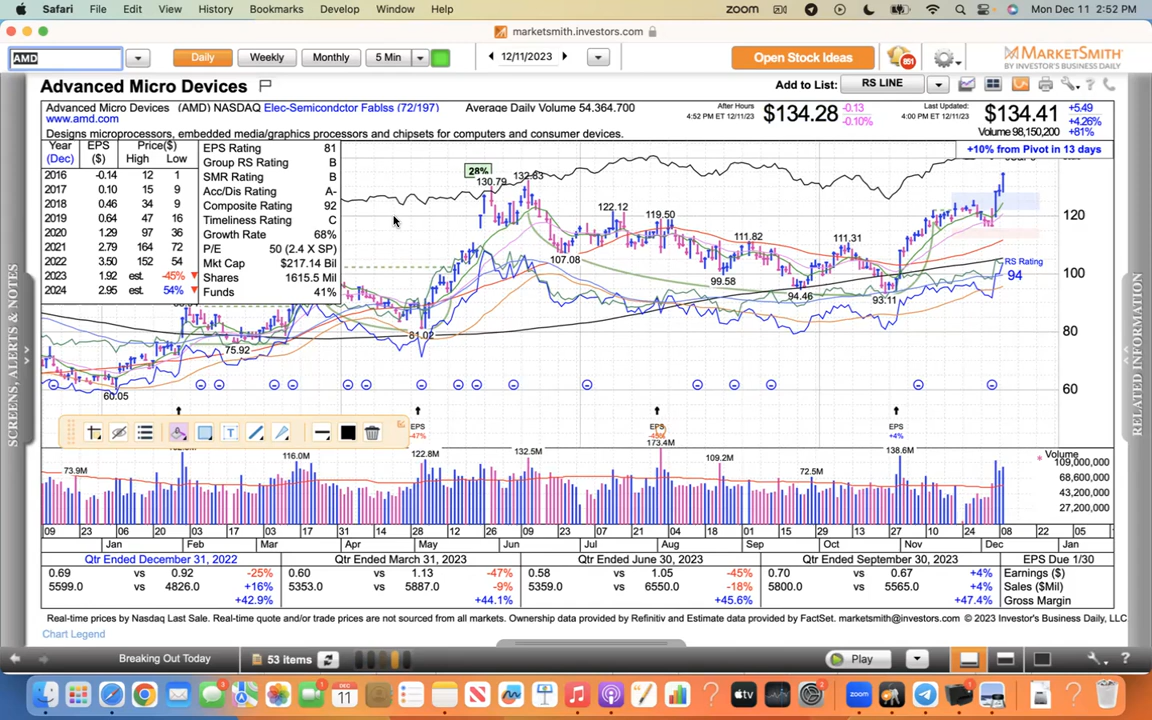 Safari File Edit View History Bookmarks Develop Window Help zoom Mon Dec 11 2:52 PM
marketsmith.investors.com
AMD Daily Weekly Monthly 5 Min 12/11/2023 Open Stock Ideas 851 MARKETSMITH
BY INVESTOR'S BUSINESS DAILY
Advanced Micro Devices Add to List: RS LINE
Advanced Micro Devices (AMD) NASDAQ Elec-Semicondctor Fablss (72/197) Average Daily Volume 54,364,700
www.amd.com
Designs microprocessors, embedded media/graphics processors and chipsets for computers and consumer devices.
After Hours
4:52 PM ET 12/11/23
$134.28 -0.13
-0.10%
Last Updated:
4:00 PM ET 12/11/23
$134.41 +5.49
+4.26%
Volume 98,150,200 +81%
+10% from Pivot in 13 days
Year EPS Price($)
(Dec) ($) High Low
2016 -0.14 12 1
2017 0.10 15 9
2018 0.46 34 9
2019 0.64 47 16
2020 1.29 97 36
2021 2.79 164 72
2022 3.50 152 54
2023 1.92 est. -45%
2024 2.95 est. 54%
EPS Rating 81
Group RS Rating B
SMR Rating B
Acc/Dis Rating A-
Composite Rating 92
Timeliness Rating C
Growth Rate 68%
P/E 50 (2.4 X SP)
Mkt Cap $217.14 Bil
Shares 1615.5 Mil
Funds 41%
28%
130.79 132.83
122.12 119.50
111.82 111.31
107.08
99.58
94.46 93.11
81.02
75.92
60.05
120
100
80
60
RS Rating
94
EPS
-47%
EPS
EPS
+4%
73.9M 116.0M 122.8M 132.5M 173.4M 109.2M 72.5M 138.6M
Volume
109,000,000
68,600,000
43,200,000
27,200,000
09 23 06 20 03 17 03 17 31 14 28 12 26 09 23 07 21 04 18 01 15 29 13 27 10 24 08 22 05
Jan Feb Mar Apr May Jun Jul Aug Sep Oct Nov Dec Jan
Qtr Ended December 31, 2022 Qtr Ended March 31, 2023 Qtr Ended June 30, 2023 Qtr Ended September 30, 2023 EPS Due 1/30
0.69 vs 0.92 -25% 0.60 vs 1.13 -47% 0.58 vs 1.05 -45% 0.70 vs 0.67 +4% Earnings ($)
5599.0 vs 4826.0 +16% 5353.0 vs 5887.0 -9% 5359.0 vs 6550.0 -18% 5800.0 vs 5565.0 +4% Sales ($Mil)
+42.9% +44.1% +45.6% +47.4% Gross Margin
Real-time prices by Nasdaq Last Sale. Real-time quote and/or trade prices are not sourced from all markets. Ownership data provided by Refinitiv and Estimate data provided by FactSet. marketsmith@investors.com © 2023 Investor's Business Daily, LLC
Chart Legend
SCREENS, ALERTS & NOTES
RELATED INFORMATION
Breaking Out Today 53 items Play